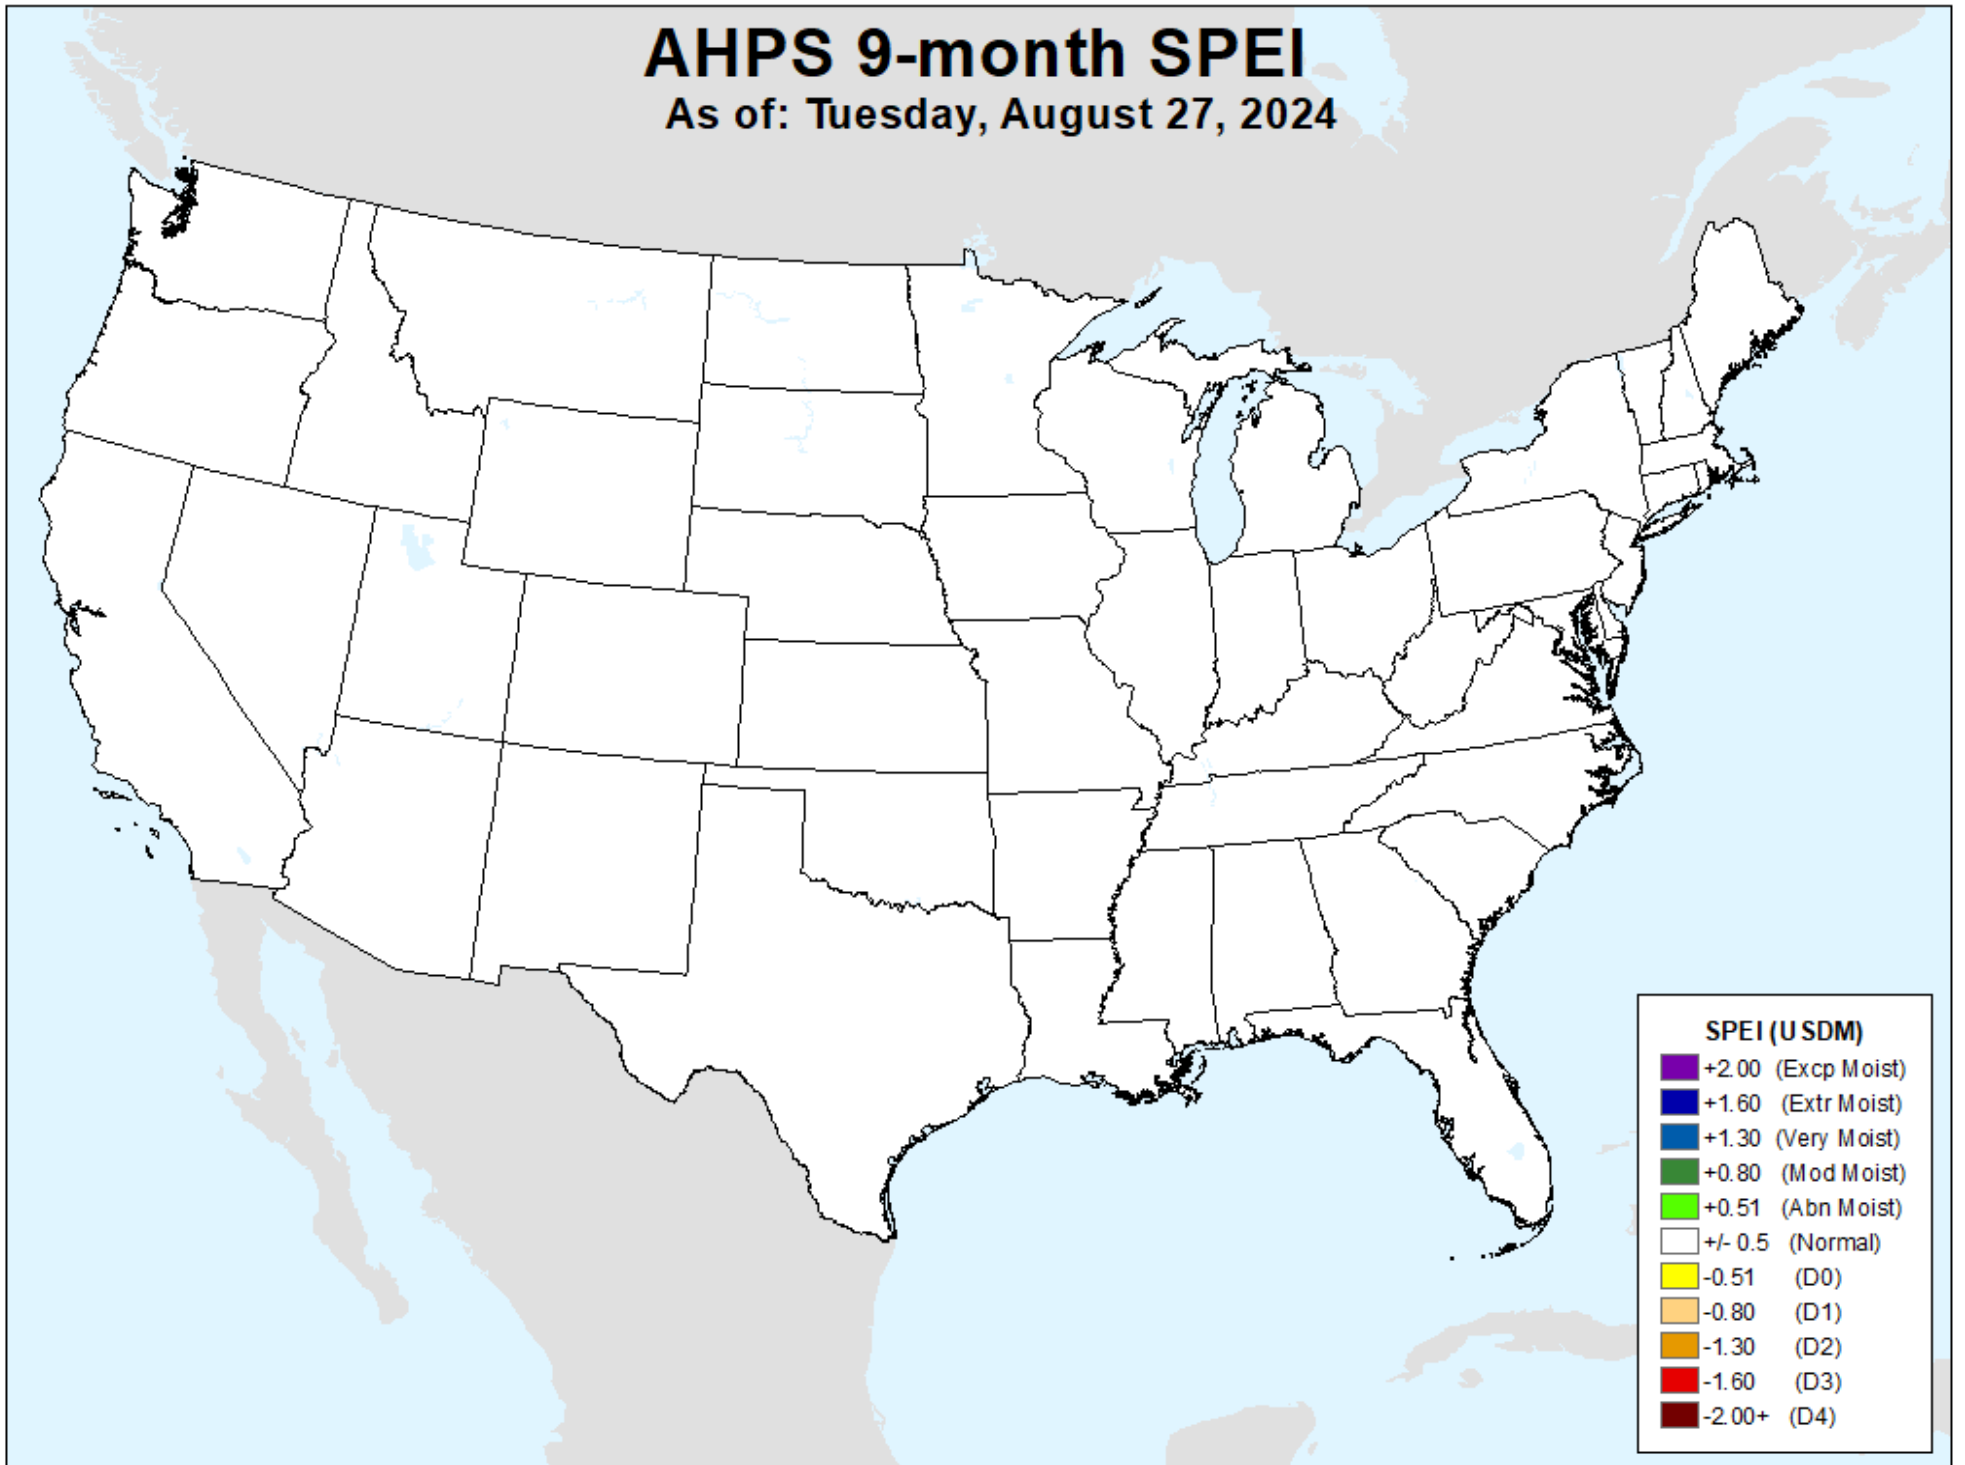 AHPS 9-month SPEI
As of: Tuesday, August 27, 2024
SPEI (USDM)
+2.00 (Excp Moist)
+1.60 (Extr Moist)
+1.30 (Very Moist)
+0.80 (Mod Moist)
+0.51 (Abn Moist)
+/- 0.5 (Normal)
-0.51 (D0)
-0.80 (D1)
-1.30 (D2)
-1.60 (D3)
-2.00+ (D4)